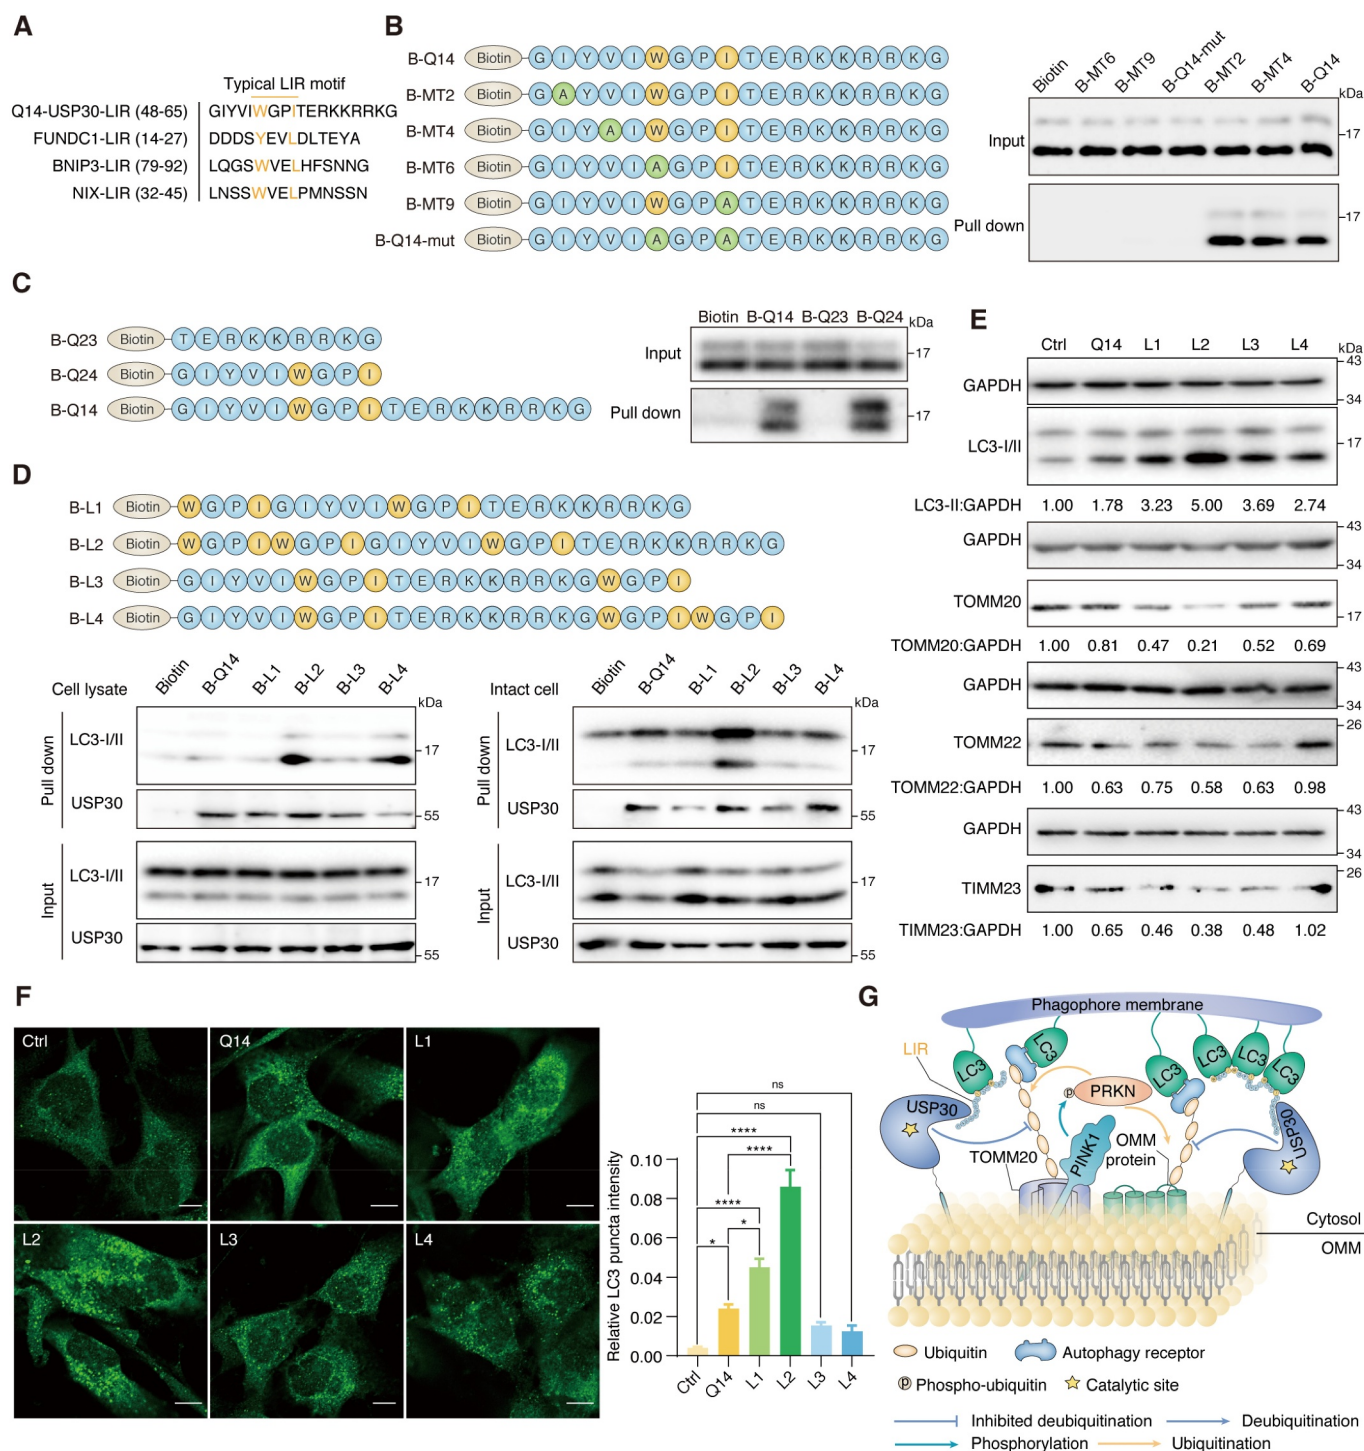 A
Typical LIR motif
Q14-USP30-LIR (48-65) GIYVIWGPITERKKRRKG
FUNDC1-LIR (14-27) DDDSYEVLDLTEYA
BNIP3-LIR (79-92) LQGSWVELHFSNNG
NIX-LIR (32-45) LNSSWVELPMNSSN
B
B-Q14 Biotin G I Y V I W G P I T E R K K R R K G
B-MT2 Biotin G A Y V I W G P I T E R K K R R K G
B-MT4 Biotin G I Y A I W G P I T E R K K R R K G
B-MT6 Biotin G I Y V I A G P I T E R K K R R K G
B-MT9 Biotin G I Y V I W G P A T E R K K R R K G
B-Q14-mut Biotin G I Y V I A G P A T E R K K R R K G
Biotin B-MT6 B-MT9 B-Q14-mut B-MT2 B-MT4 B-Q14
kDa
Input
17
Pull down
17
C
B-Q23 Biotin T E R K K R R K G
B-Q24 Biotin G I Y V I W G P I
B-Q14 Biotin G I Y V I W G P I T E R K K R R K G
Biotin B-Q14 B-Q23 B-Q24
kDa
Input
17
Pull down
17
D
B-L1 Biotin W G P I G I Y V I W G P I T E R K K R R K G
B-L2 Biotin W G P I W G P I G I Y V I W G P I T E R K K R R K G
B-L3 Biotin G I Y V I W G P I T E R K K R R K G W G P I
B-L4 Biotin G I Y V I W G P I T E R K K R R K G W G P I W G P I
Cell lysate
Biotin B-Q14 B-L1 B-L2 B-L3 B-L4
kDa
Pull down
LC3-I/II
17
USP30
55
Input
LC3-I/II
17
USP30
55
Intact cell
Biotin B-Q14 B-L1 B-L2 B-L3 B-L4
kDa
Pull down
LC3-I/II
17
USP30
55
Input
LC3-I/II
17
USP30
55
E
Ctrl Q14 L1 L2 L3 L4
kDa
GAPDH
43
34
LC3-I/II
17
LC3-II:GAPDH 1.00 1.78 3.23 5.00 3.69 2.74
GAPDH
43
34
TOMM20
17
TOMM20:GAPDH 1.00 0.81 0.47 0.21 0.52 0.69
GAPDH
43
34
TOMM22
26
TOMM22:GAPDH 1.00 0.63 0.75 0.58 0.63 0.98
GAPDH
43
34
TIMM23
26
TIMM23:GAPDH 1.00 0.65 0.46 0.38 0.48 1.02
F
Ctrl
Q14
L1
L2
L3
L4
Relative LC3 puncta intensity
0.10
0.08
0.06
0.04
0.02
0.00
ns
ns
****
****
****
*
*
Ctrl Q14 L1 L2 L3 L4
G
Phagophore membrane
LIR
LC3
LC3
LC3
LC3
LC3
LC3
USP30
P
PRKN
PINK1
TOMM20
OMM
protein
USP30
Cytosol
OMM
Ubiquitin
Autophagy receptor
P Phospho-ubiquitin
Catalytic site
Inhibited deubiquitination
Deubiquitination
Phosphorylation
Ubiquitination